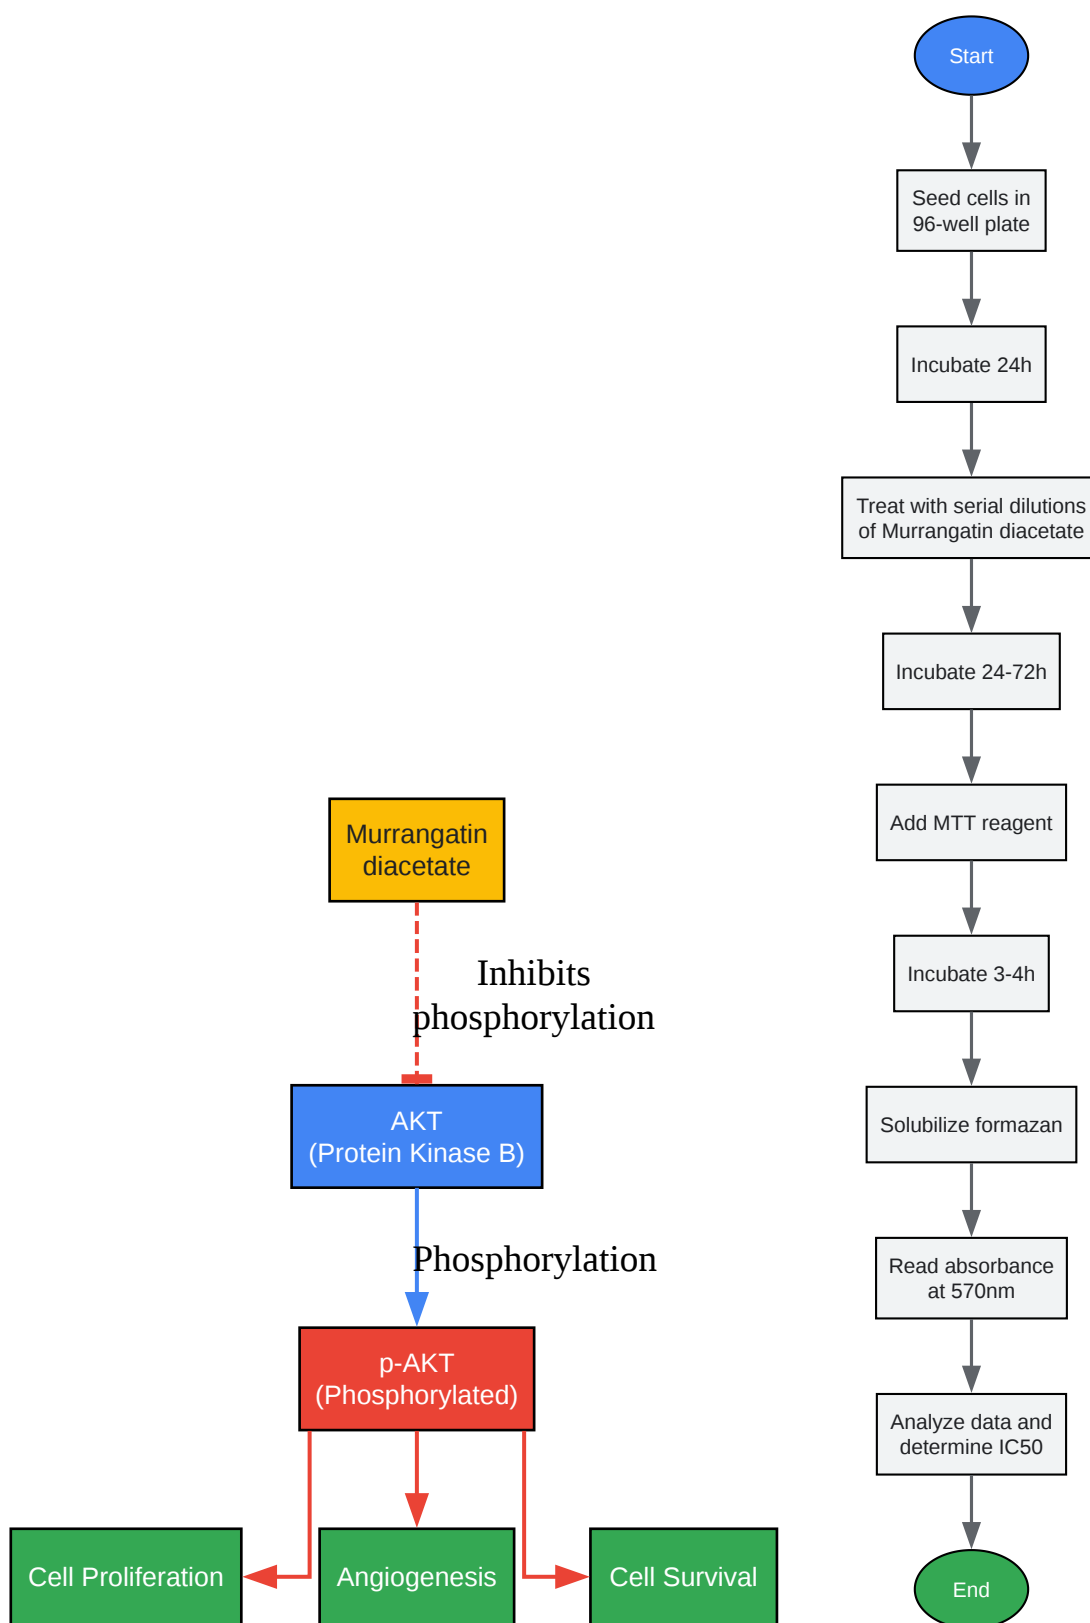 Murrangatin
diacetate
Inhibits
phosphorylation
AKT
(Protein Kinase B)
Phosphorylation
p-AKT
(Phosphorylated)
Cell Proliferation
Angiogenesis
Cell Survival
Start
Seed cells in
96-well plate
Incubate 24h
Treat with serial dilutions
of Murrangatin diacetate
Incubate 24-72h
Add MTT reagent
Incubate 3-4h
Solubilize formazan
Read absorbance
at 570nm
Analyze data and
determine IC50
End